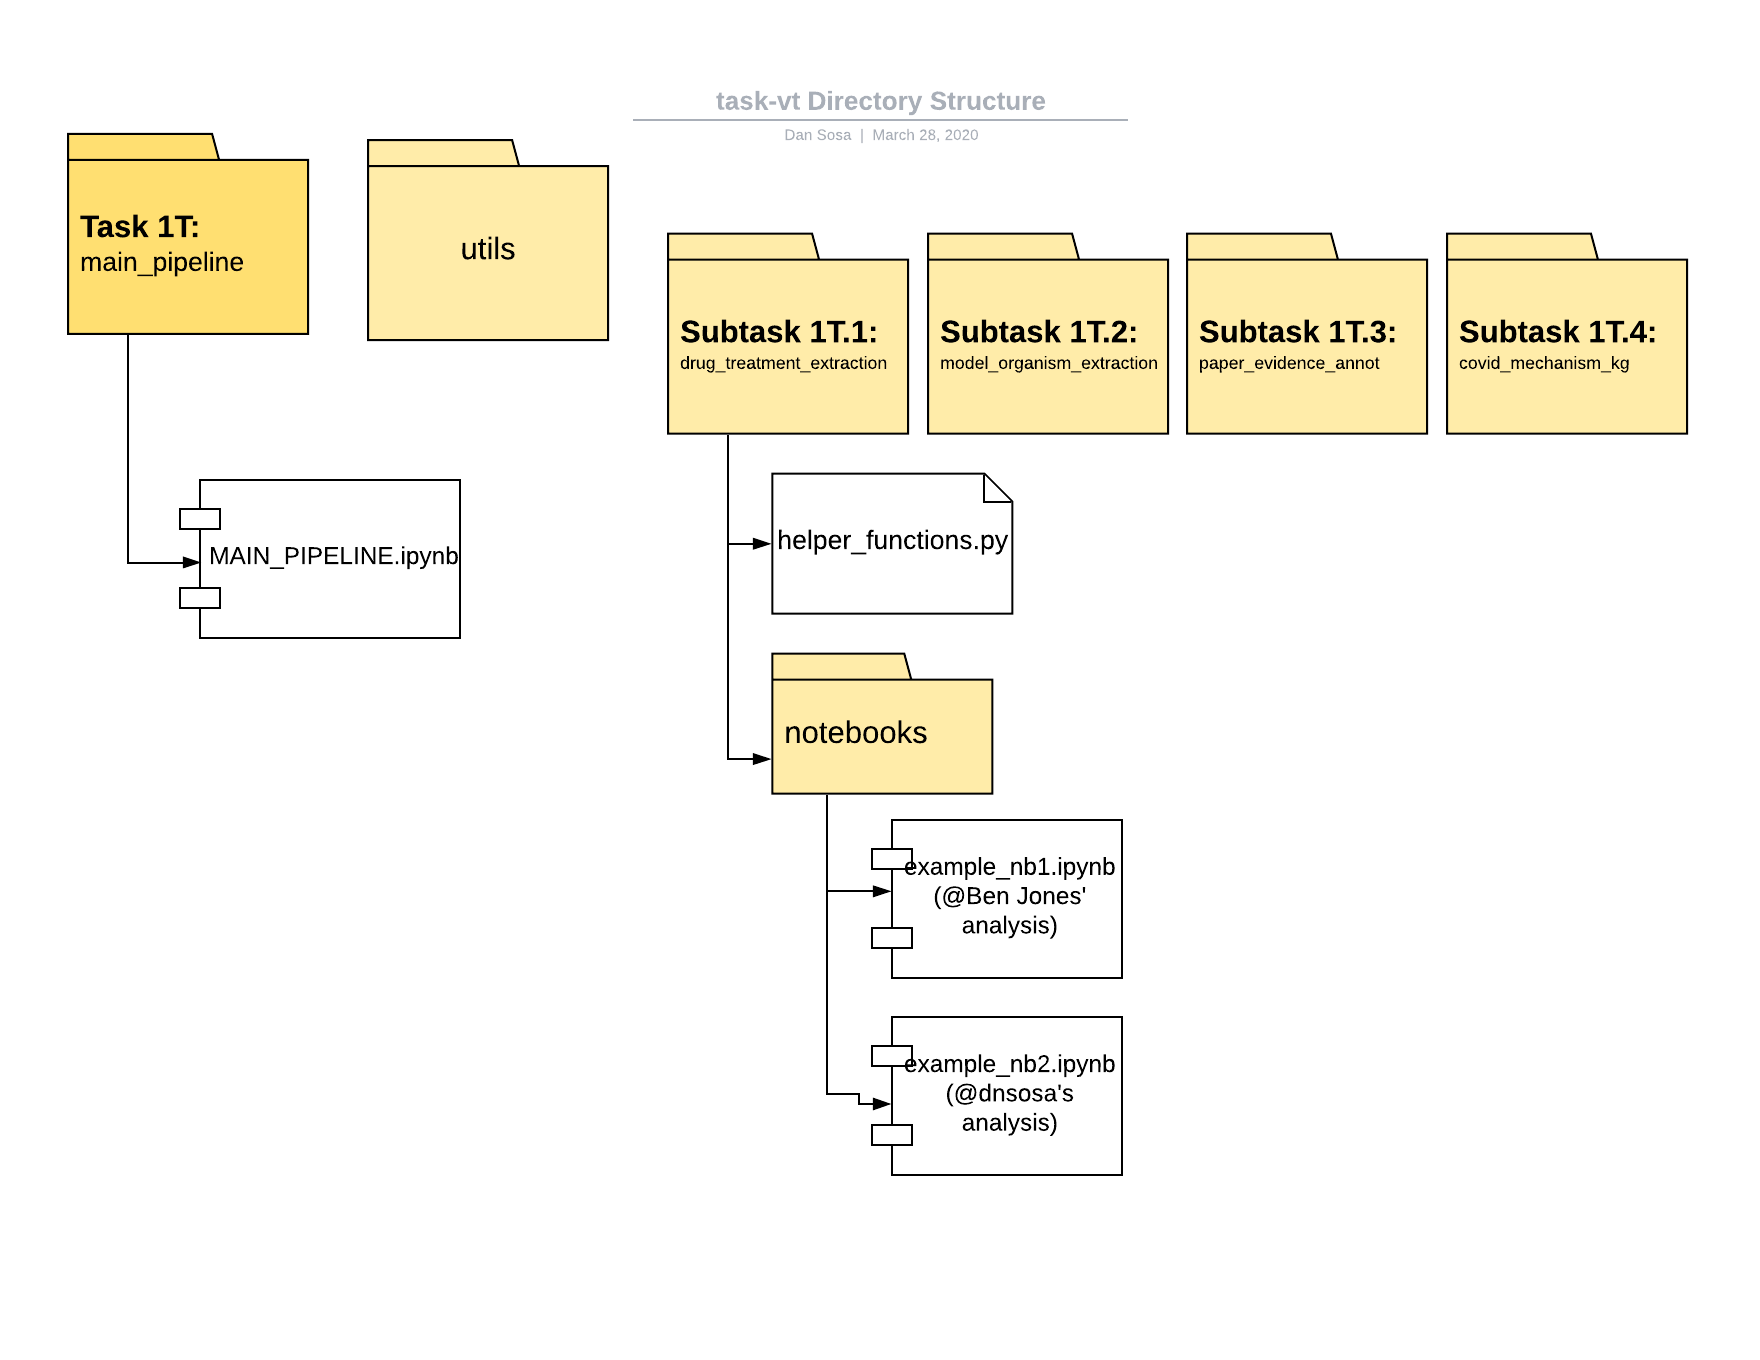 task-vt Directory Structure
Dan Sosa | March 28, 2020
Task 1T:
main_pipeline
utils
Subtask 1T.1:
drug_treatment_extraction
Subtask 1T.2:
model_organism_extraction
Subtask 1T.3:
paper_evidence_annot
Subtask 1T.4:
covid_mechanism_kg
MAIN_PIPELINE.ipynb
helper_functions.py
notebooks
example_nb1.ipynb
(@Ben Jones'
analysis)
example_nb2.ipynb
(@dnsosa's
analysis)